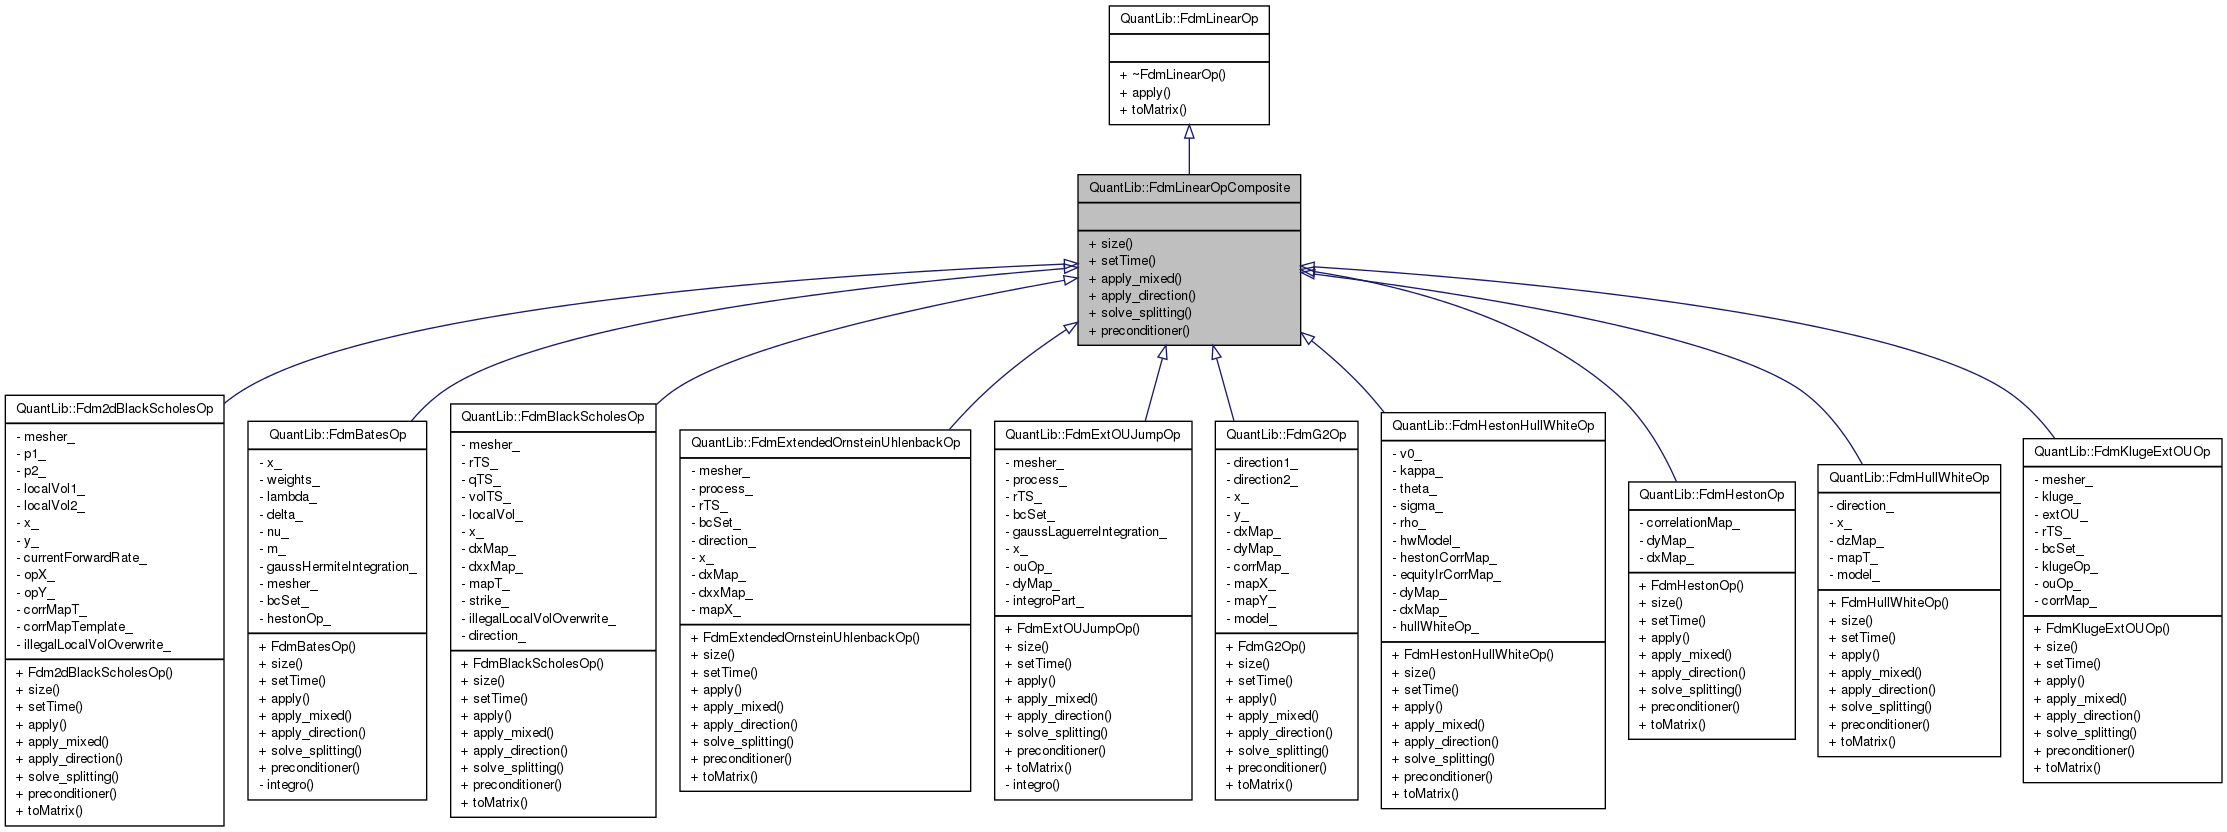 QuantLib::FdmLinearOp
+ ~FdmLinearOp()
+ apply()
+ toMatrix()
QuantLib::FdmLinearOpComposite
+ size()
+ setTime()
+ apply_mixed()
+ apply_direction()
+ solve_splitting()
+ preconditioner()
QuantLib::Fdm2dBlackScholesOp
- mesher_
- p1_
- p2_
- localVol1_
- localVol2_
- x_
- y_
- currentForwardRate_
- opX_
- opY_
- corrMapT_
- corrMapTemplate_
- illegalLocalVolOverwrite_
+ Fdm2dBlackScholesOp()
+ size()
+ setTime()
+ apply()
+ apply_mixed()
+ apply_direction()
+ solve_splitting()
+ preconditioner()
+ toMatrix()
QuantLib::FdmBatesOp
- x_
- weights_
- lambda_
- delta_
- nu_
- m_
- gaussHermiteIntegration_
- mesher_
- bcSet_
- hestonOp_
+ FdmBatesOp()
+ size()
+ setTime()
+ apply()
+ apply_mixed()
+ apply_direction()
+ solve_splitting()
+ preconditioner()
- integro()
QuantLib::FdmBlackScholesOp
- mesher_
- rTS_
- qTS_
- volTS_
- localVol_
- x_
- dxMap_
- dxxMap_
- mapT_
- strike_
- illegalLocalVolOverwrite_
- direction_
+ FdmBlackScholesOp()
+ size()
+ setTime()
+ apply()
+ apply_mixed()
+ apply_direction()
+ solve_splitting()
+ preconditioner()
+ toMatrix()
QuantLib::FdmExtendedOrnsteinUhlenbackOp
- mesher_
- process_
- rTS_
- bcSet_
- direction_
- x_
- dxMap_
- dxxMap_
- mapX_
+ FdmExtendedOrnsteinUhlenbackOp()
+ size()
+ setTime()
+ apply()
+ apply_mixed()
+ apply_direction()
+ solve_splitting()
+ preconditioner()
+ toMatrix()
QuantLib::FdmExtOUJumpOp
- mesher_
- process_
- rTS_
- bcSet_
- gaussLaguerreIntegration_
- x_
- ouOp_
- dyMap_
- integroPart_
+ FdmExtOUJumpOp()
+ size()
+ setTime()
+ apply()
+ apply_mixed()
+ apply_direction()
+ solve_splitting()
+ preconditioner()
+ toMatrix()
- integro()
QuantLib::FdmG2Op
- direction1_
- direction2_
- x_
- y_
- dxMap_
- dyMap_
- corrMap_
- mapX_
- mapY_
- model_
+ FdmG2Op()
+ size()
+ setTime()
+ apply()
+ apply_mixed()
+ apply_direction()
+ solve_splitting()
+ preconditioner()
+ toMatrix()
QuantLib::FdmHestonHullWhiteOp
- v0_
- kappa_
- theta_
- sigma_
- rho_
- hwModel_
- hestonCorrMap_
- equityIrCorrMap_
- dyMap_
- dxMap_
- hullWhiteOp_
+ FdmHestonHullWhiteOp()
+ size()
+ setTime()
+ apply()
+ apply_mixed()
+ apply_direction()
+ solve_splitting()
+ preconditioner()
+ toMatrix()
QuantLib::FdmHestonOp
- correlationMap_
- dyMap_
- dxMap_
+ FdmHestonOp()
+ size()
+ setTime()
+ apply()
+ apply_mixed()
+ apply_direction()
+ solve_splitting()
+ preconditioner()
+ toMatrix()
QuantLib::FdmHullWhiteOp
- direction_
- x_
- dzMap_
- mapT_
- model_
+ FdmHullWhiteOp()
+ size()
+ setTime()
+ apply()
+ apply_mixed()
+ apply_direction()
+ solve_splitting()
+ preconditioner()
+ toMatrix()
QuantLib::FdmKlugeExtOUOp
- mesher_
- kluge_
- extOU_
- rTS_
- bcSet_
- klugeOp_
- ouOp_
- corrMap_
+ FdmKlugeExtOUOp()
+ size()
+ setTime()
+ apply()
+ apply_mixed()
+ apply_direction()
+ solve_splitting()
+ preconditioner()
+ toMatrix()